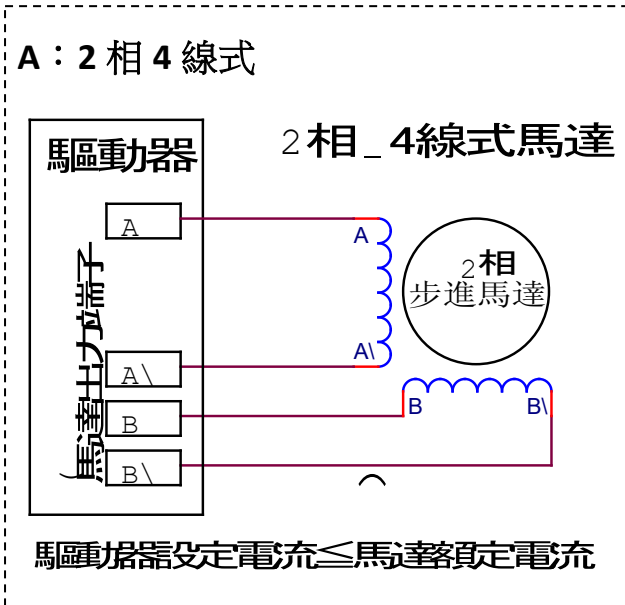 A：2 相 4 線式
2相_4線式馬達
驅動器
馬達出力端子
A
A\
B
B\
A
A\
B
B\
2相
步進馬達
驅動器設定電流≦馬達額定電流